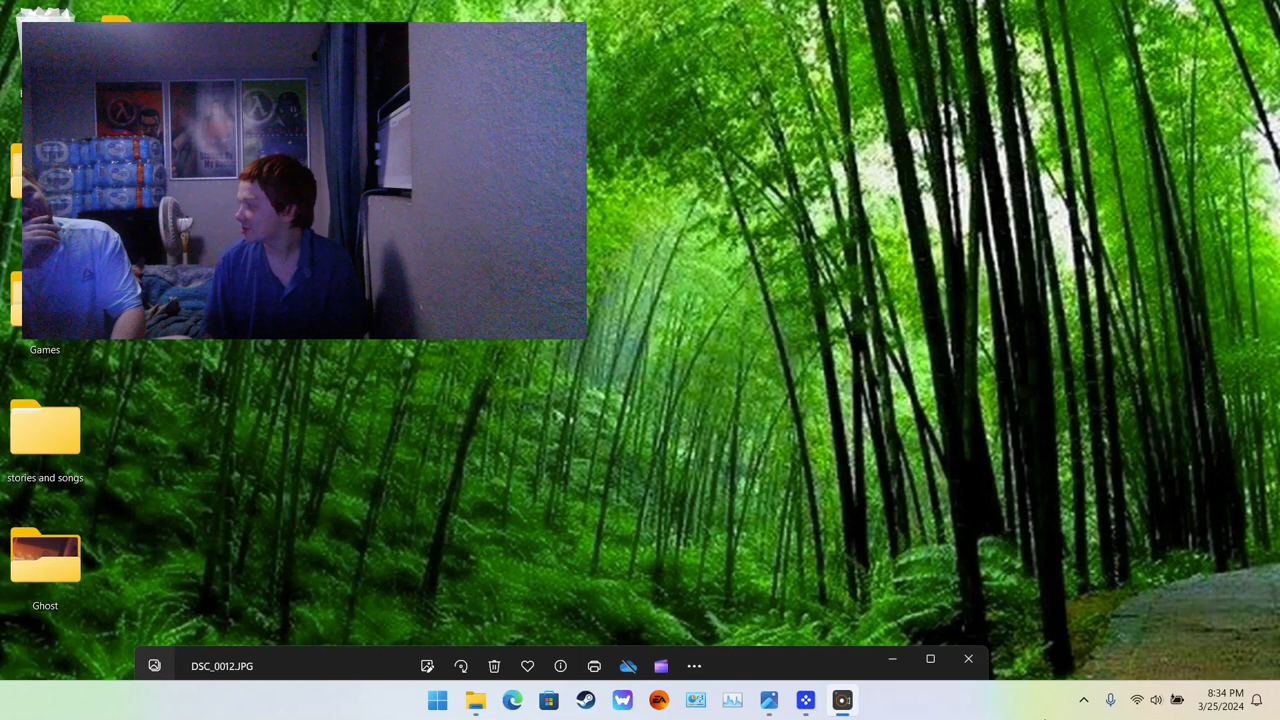 Games
stories and songs
Ghost
DSC_0012.JPG
8:34 PM
3/25/2024